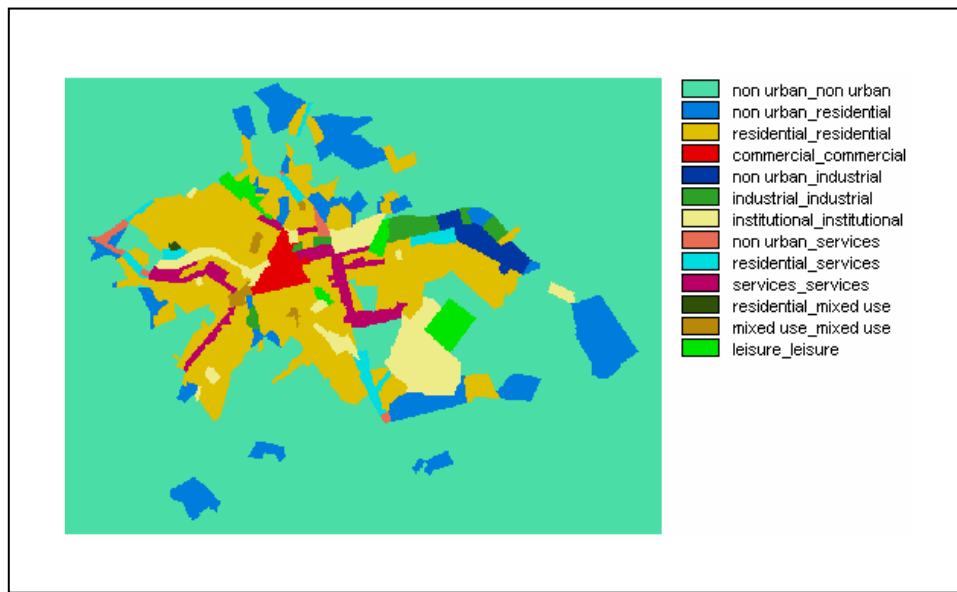 non urban_non urban
non urban_residential
residential_residential
commercial_commercial
non urban_industrial
industrial_industrial
institutional_institutional
non urban_services
residential_services
services_services
residential_mixed use
mixed use_mixed use
leisure_leisure